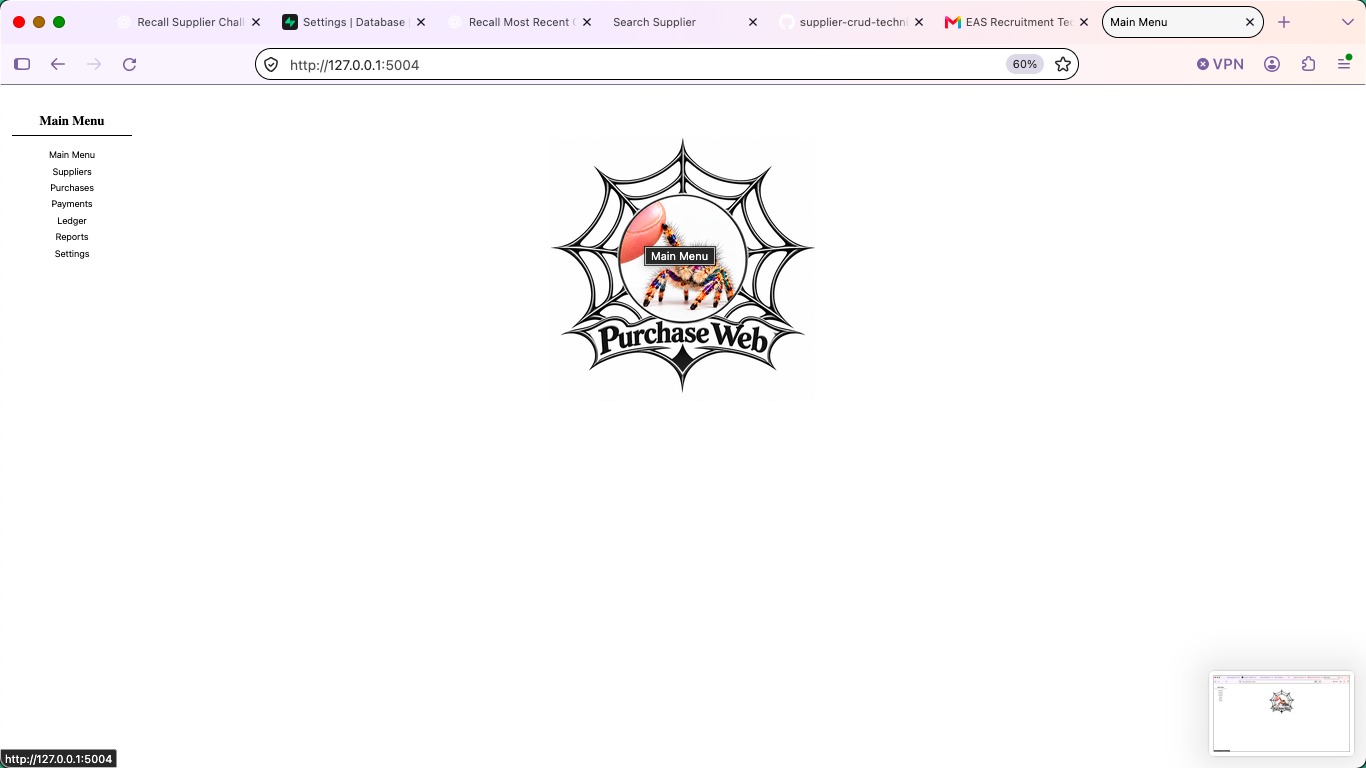 Recall Supplier Chall
Settings | Database
Recall Most Recent
Search Supplier
supplier-crud-techni
EAS Recruitment Tec
Main Menu
http://127.0.0.1:5004
60%
VPN
Main Menu
Main Menu
Suppliers
Purchases
Payments
Ledger
Reports
Settings
Main Menu
Purchase Web
http://127.0.0.1:5004